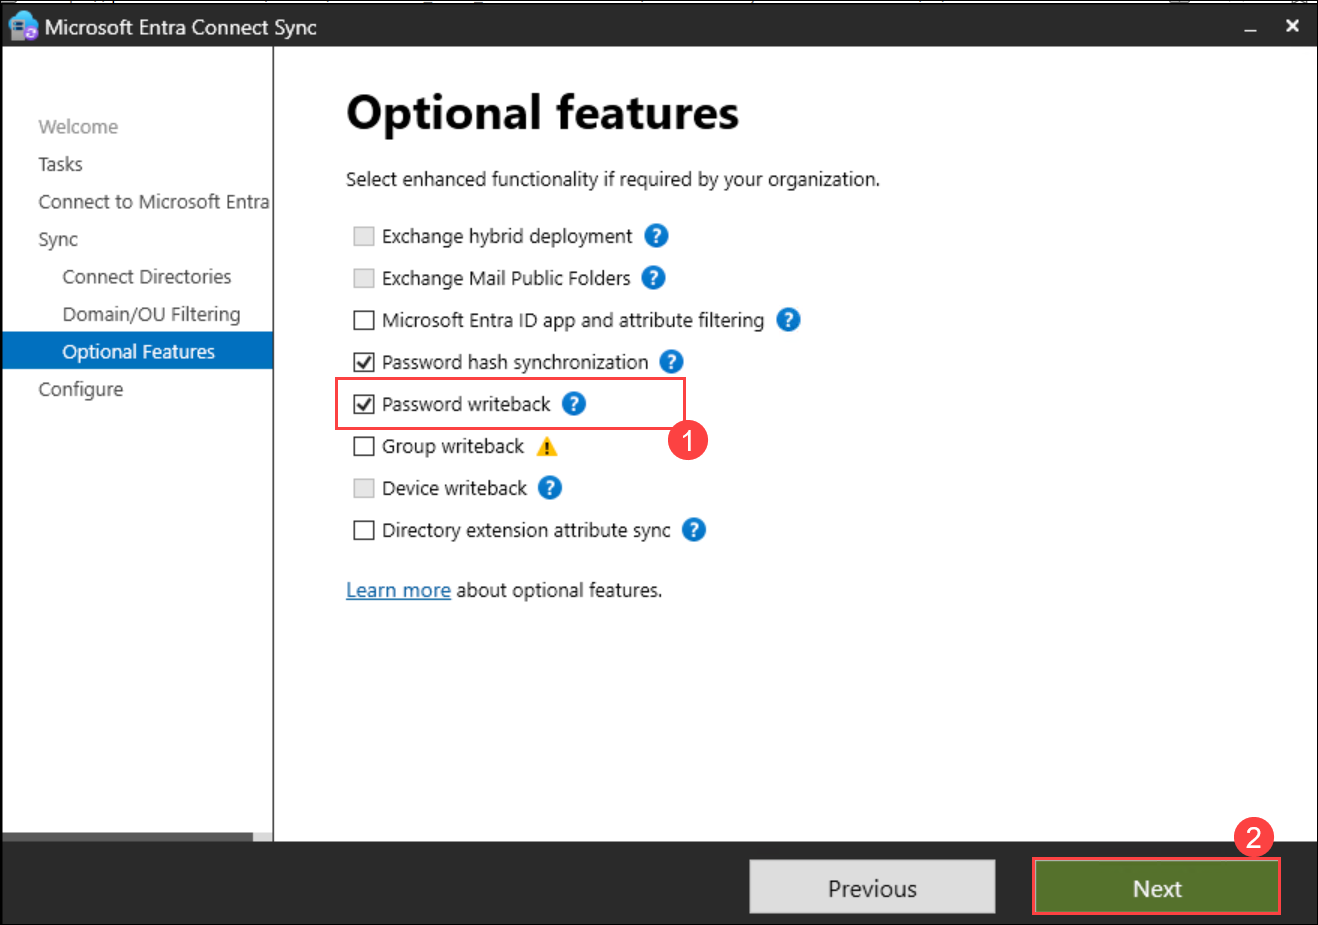 Microsoft Entra Connect Sync
Welcome
Tasks
Connect to Microsoft Entra
Sync
Connect Directories
Domain/OU Filtering
Optional Features
Configure
Optional features
Select enhanced functionality if required by your organization.
Exchange hybrid deployment ?
Exchange Mail Public Folders ?
Microsoft Entra ID app and attribute filtering ?
Password hash synchronization ?
Password writeback ?
1
Group writeback
Device writeback ?
Directory extension attribute sync ?
Learn more about optional features.
2
Previous
Next